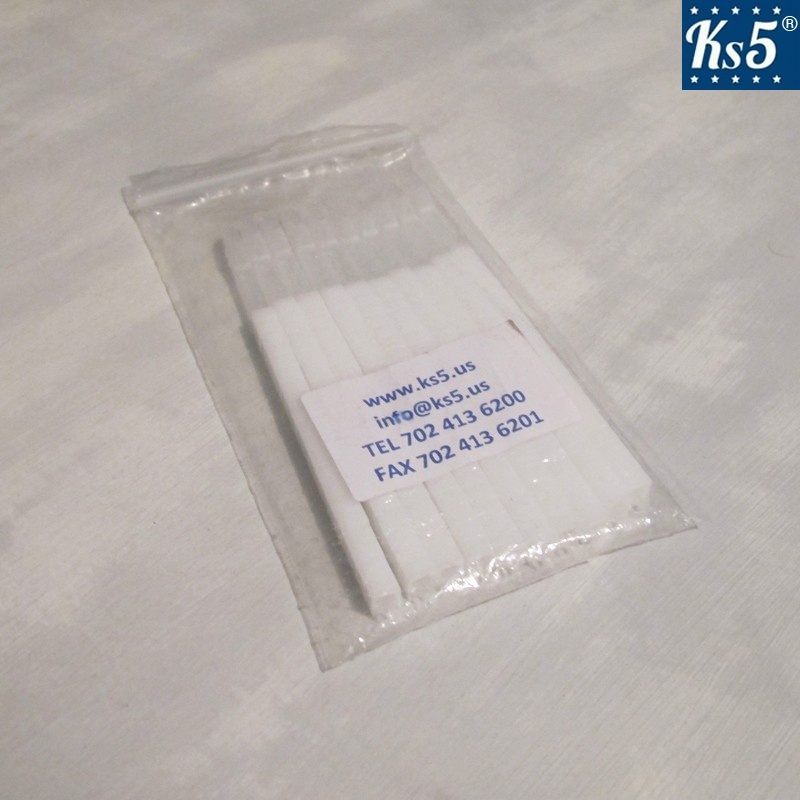 Ks5®
www.ks5.us
info@ks5.us
TEL 702 413 6200
FAX 702 413 6201